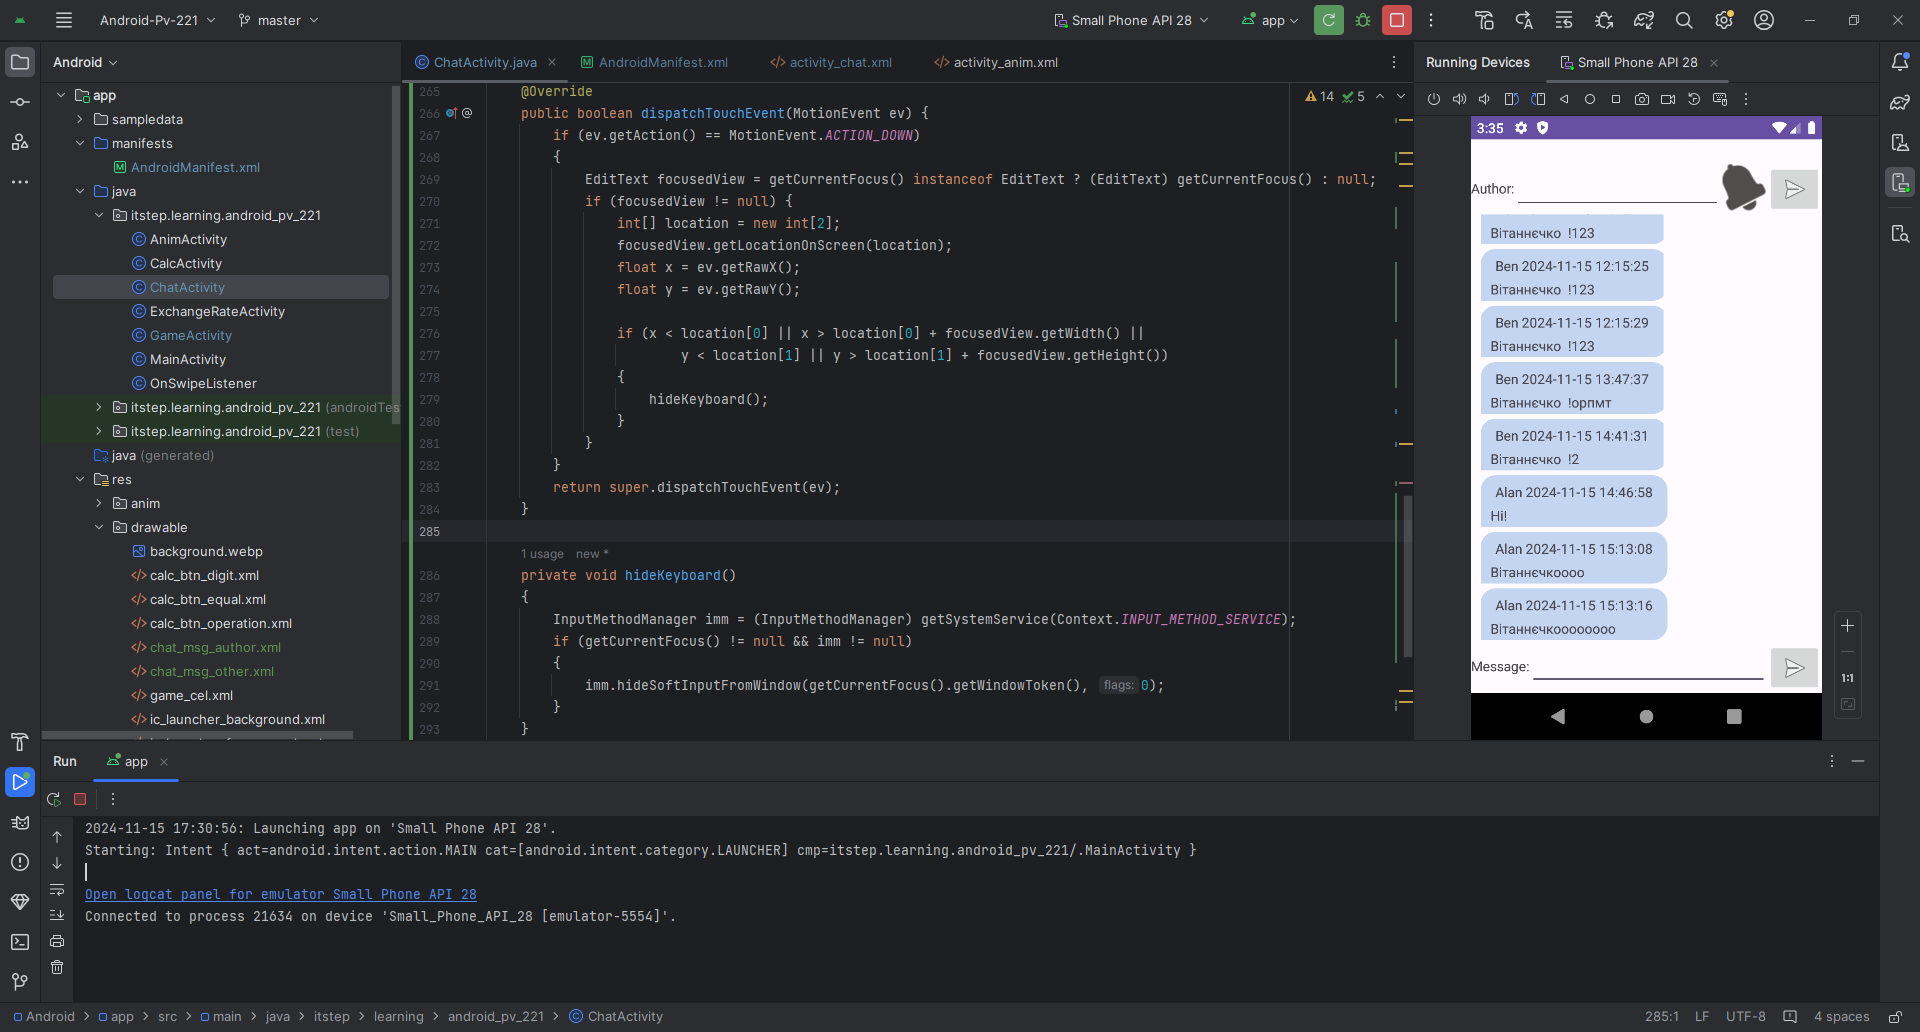 Android-Pv-221
master
Small Phone API 28
app
Android
ChatActivity.java
AndroidManifest.xml
activity_chat.xml
activity_anim.xml
Running Devices
Small Phone API 28
app
sampledata
manifests
AndroidManifest.xml
java
itstep.learning.android_pv_221
AnimActivity
CalcActivity
ChatActivity
ExchangeRateActivity
GameActivity
MainActivity
OnSwipeListener
itstep.learning.android_pv_221 (androidTes
itstep.learning.android_pv_221 (test)
java (generated)
res
anim
drawable
background.webp
calc_btn_digit.xml
calc_btn_equal.xml
calc_btn_operation.xml
chat_msg_author.xml
chat_msg_other.xml
game_cel.xml
ic_launcher_background.xml
14 5
265 @Override
266 public boolean dispatchTouchEvent(MotionEvent ev) {
267 if (ev.getAction() == MotionEvent.ACTION_DOWN)
268 {
269 EditText focusedView = getCurrentFocus() instanceof EditText ? (EditText) getCurrentFocus() : null;
270 if (focusedView != null) {
271 int[] location = new int[2];
272 focusedView.getLocationOnScreen(location);
273 float x = ev.getRawX();
274 float y = ev.getRawY();
275
276 if (x < location[0] || x > location[0] + focusedView.getWidth() ||
277 y < location[1] || y > location[1] + focusedView.getHeight())
278 {
279 hideKeyboard();
280 }
281 }
282 }
283 return super.dispatchTouchEvent(ev);
284 }
285
1 usage new *
286 private void hideKeyboard()
287 {
288 InputMethodManager imm = (InputMethodManager) getSystemService(Context.INPUT_METHOD_SERVICE);
289 if (getCurrentFocus() != null && imm != null)
290 {
291 imm.hideSoftInputFromWindow(getCurrentFocus().getWindowToken(), flags: 0);
292 }
293 }
3:35
Author:
Вітаннєчко !123
Ben 2024-11-15 12:15:25
Вітаннєчко !123
Ben 2024-11-15 12:15:29
Вітаннєчко !123
Ben 2024-11-15 13:47:37
Вітаннєчко !орпмт
Ben 2024-11-15 14:41:31
Вітаннєчко !2
Alan 2024-11-15 14:46:58
Hi!
Alan 2024-11-15 15:13:08
Вітаннєчкоооо
Alan 2024-11-15 15:13:16
Вітаннєчкоооооооо
Message:
1:1
Run
app
2024-11-15 17:30:56: Launching app on 'Small Phone API 28'.
Starting: Intent { act=android.intent.action.MAIN cat=[android.intent.category.LAUNCHER] cmp=itstep.learning.android_pv_221/.MainActivity }
Open logcat panel for emulator Small Phone API 28
Connected to process 21634 on device 'Small_Phone_API_28 [emulator-5554]'.
Android > app > src > main > java > itstep > learning > android_pv_221 > ChatActivity
285:1 LF UTF-8 4 spaces